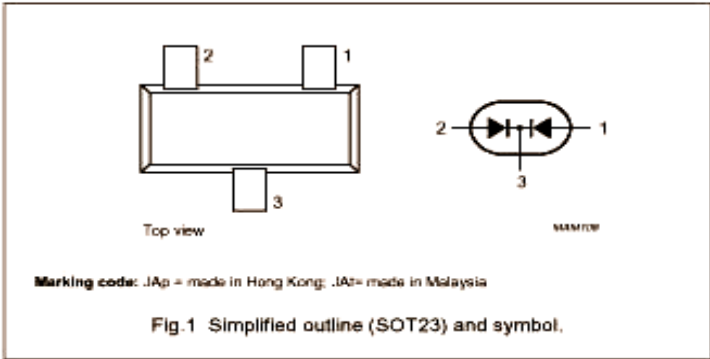 2 1
2 1
3
3
Top view
Marking code: JAp = made in Hong Kong; JAt= made in Malaysia
Fig.1 Simplified outline (SOT23) and symbol.